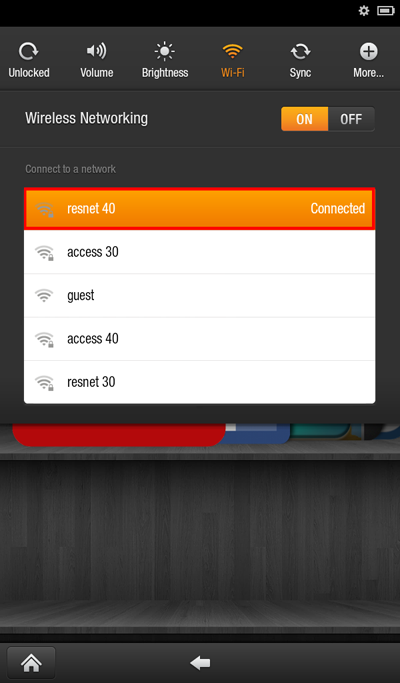 Unlocked Volume Brightness Wi-Fi Sync More...
Wireless Networking ON OFF
Connect to a network
resnet 40 Connected
access 30
guest
access 40
resnet 30